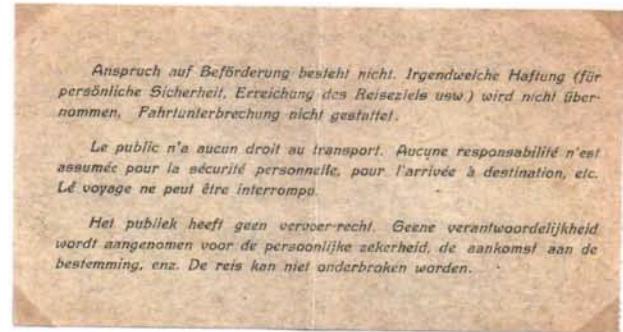 Anspruch auf Beförderung besteht nicht. Irgendwelche Haftung (für
persönliche Sicherheit, Erreichung des Reiseziels usw.) wird nicht über-
nommen. Fahrtunterbrechung nicht gestattet.
Le public n'a aucun droit au transport. Aucune responsabilité n'est
assumée pour la sécurité personnelle, pour l'arrivée à destination, etc.
Lé voyage ne peut être interrompu.
Het publiek heeft geen vervoer-recht. Geene verantwoordelijkheid
wordt aangenomen voor de persoonlijke zekerheid, de aankomst aan de
bestemming, enz. De reis kan niet onderbroken worden.